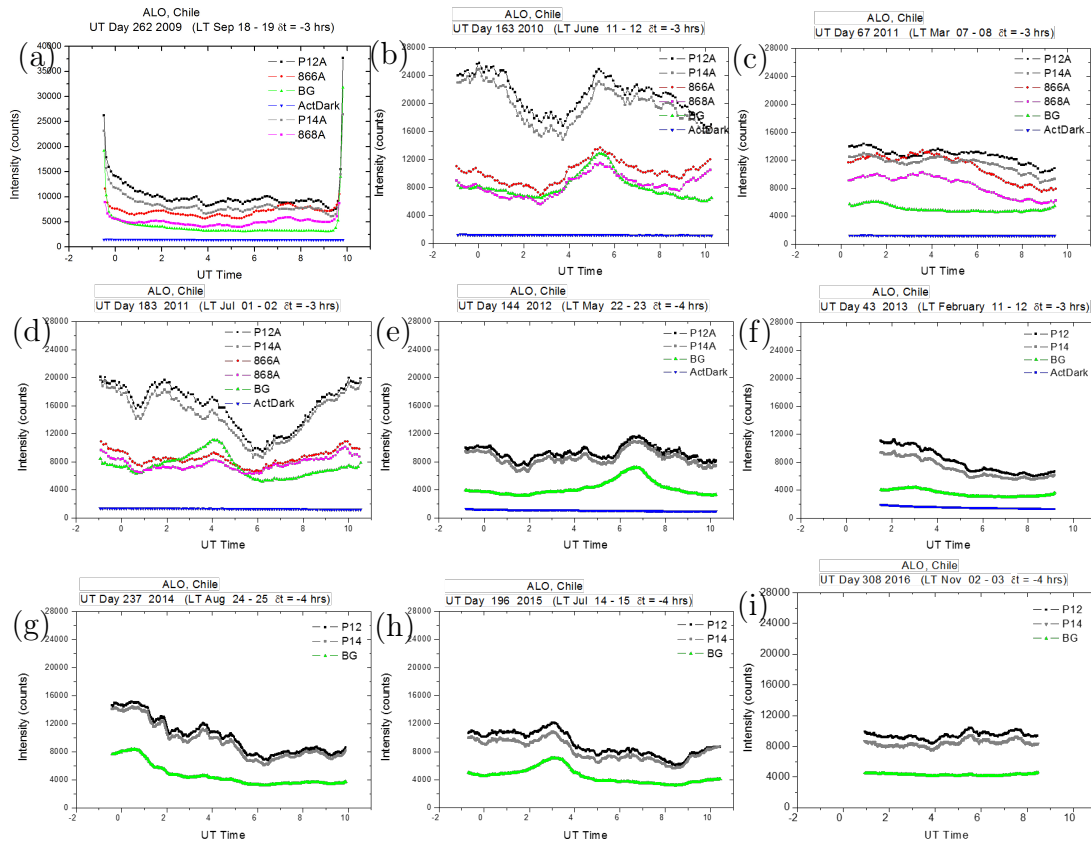 (a)
ALO, Chile
UT Day 262 2009 (LT Sep 18 - 19 δt = -3 hrs)
40000
35000
30000
25000
20000
15000
10000
5000
0
Intensity (counts)
P12A
866A
BG
ActDark
P14A
868A
0 2 4 6 8 10
UT Time
(b)
ALO, Chile
UT Day 163 2010 (LT June 11 - 12 δt = -3 hrs)
28000
24000
20000
16000
12000
8000
4000
0
Intensity (counts)
P12A
P14A
866A
868A
BG
ActDark
-2 0 2 4 6 8 10
UT Time
(c)
ALO, Chile
UT Day 67 2011 (LT Mar 07 - 08 δt = -3 hrs)
28000
24000
20000
16000
12000
8000
4000
0
Intensity (counts)
P12A
P14A
866A
868A
BG
ActDark
-2 0 2 4 6 8 10
UT Time
(d)
ALO, Chile
UT Day 183 2011 (LT Jul 01 - 02 δt = -3 hrs)
28000
24000
20000
16000
12000
8000
4000
0
Intensity (counts)
P12A
P14A
866A
868A
BG
ActDark
-2 0 2 4 6 8 10
UT Time
(e)
ALO, Chile
UT Day 144 2012 (LT May 22 - 23 δt = -4 hrs)
28000
24000
20000
16000
12000
8000
4000
0
Intensity (counts)
P12A
P14A
BG
ActDark
-2 0 2 4 6 8 10
UT Time
(f)
ALO, Chile
UT Day 43 2013 (LT February 11 - 12 δt = -3 hrs)
28000
24000
20000
16000
12000
8000
4000
0
Intensity (counts)
P12
P14
BG
ActDark
-2 0 2 4 6 8 10
UT Time
(g)
ALO, Chile
UT Day 237 2014 (LT Aug 24 - 25 δt = -4 hrs)
28000
24000
20000
16000
12000
8000
4000
0
Intensity (counts)
P12
P14
BG
-2 0 2 4 6 8 10
UT Time
(h)
ALO, Chile
UT Day 196 2015 (LT Jul 14 - 15 δt = -4 hrs)
28000
24000
20000
16000
12000
8000
4000
0
Intensity (counts)
P12
P14
BG
-2 0 2 4 6 8 10
UT Time
(i)
ALO, Chile
UT Day 308 2016 (LT Nov 02 - 03 δt = -4 hrs)
28000
24000
20000
16000
12000
8000
4000
0
Intensity (counts)
P12
P14
BG
-2 0 2 4 6 8 10
UT Time